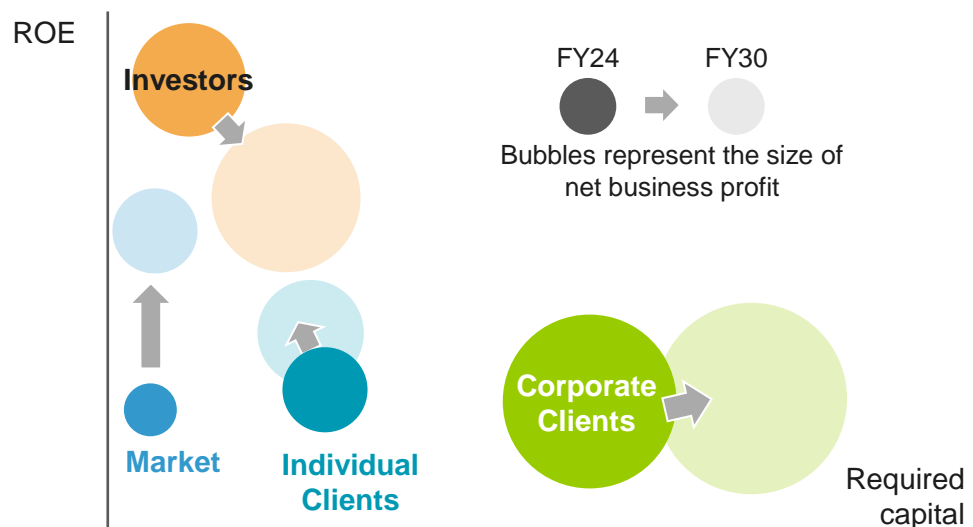 ROE
Investors
FY24
FY30
Bubbles represent the size of
net business profit
Corporate
Clients
Market
Individual
Clients
Required
capital